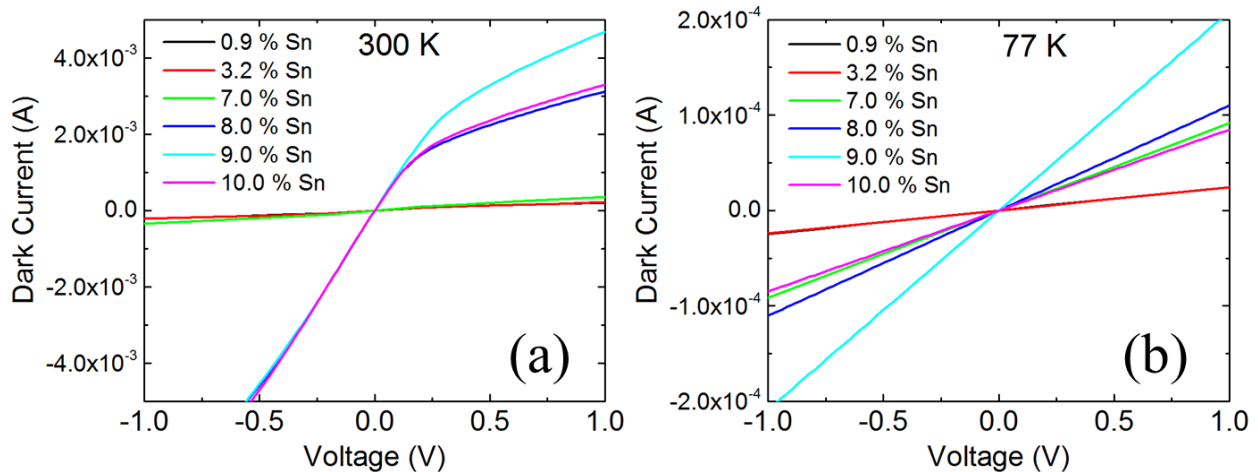 300 K
0.9 % Sn
3.2 % Sn
7.0 % Sn
8.0 % Sn
9.0 % Sn
10.0 % Sn
4.0x10⁻³
2.0x10⁻³
0.0
-2.0x10⁻³
-4.0x10⁻³
Dark Current (A)
(a)
-1.0 -0.5 0.0 0.5 1.0
Voltage (V)
77 K
0.9 % Sn
3.2 % Sn
7.0 % Sn
8.0 % Sn
9.0 % Sn
10.0 % Sn
2.0x10⁻⁴
1.0x10⁻⁴
0.0
-1.0x10⁻⁴
-2.0x10⁻⁴
Dark Current (A)
(b)
-1.0 -0.5 0.0 0.5 1.0
Voltage (V)